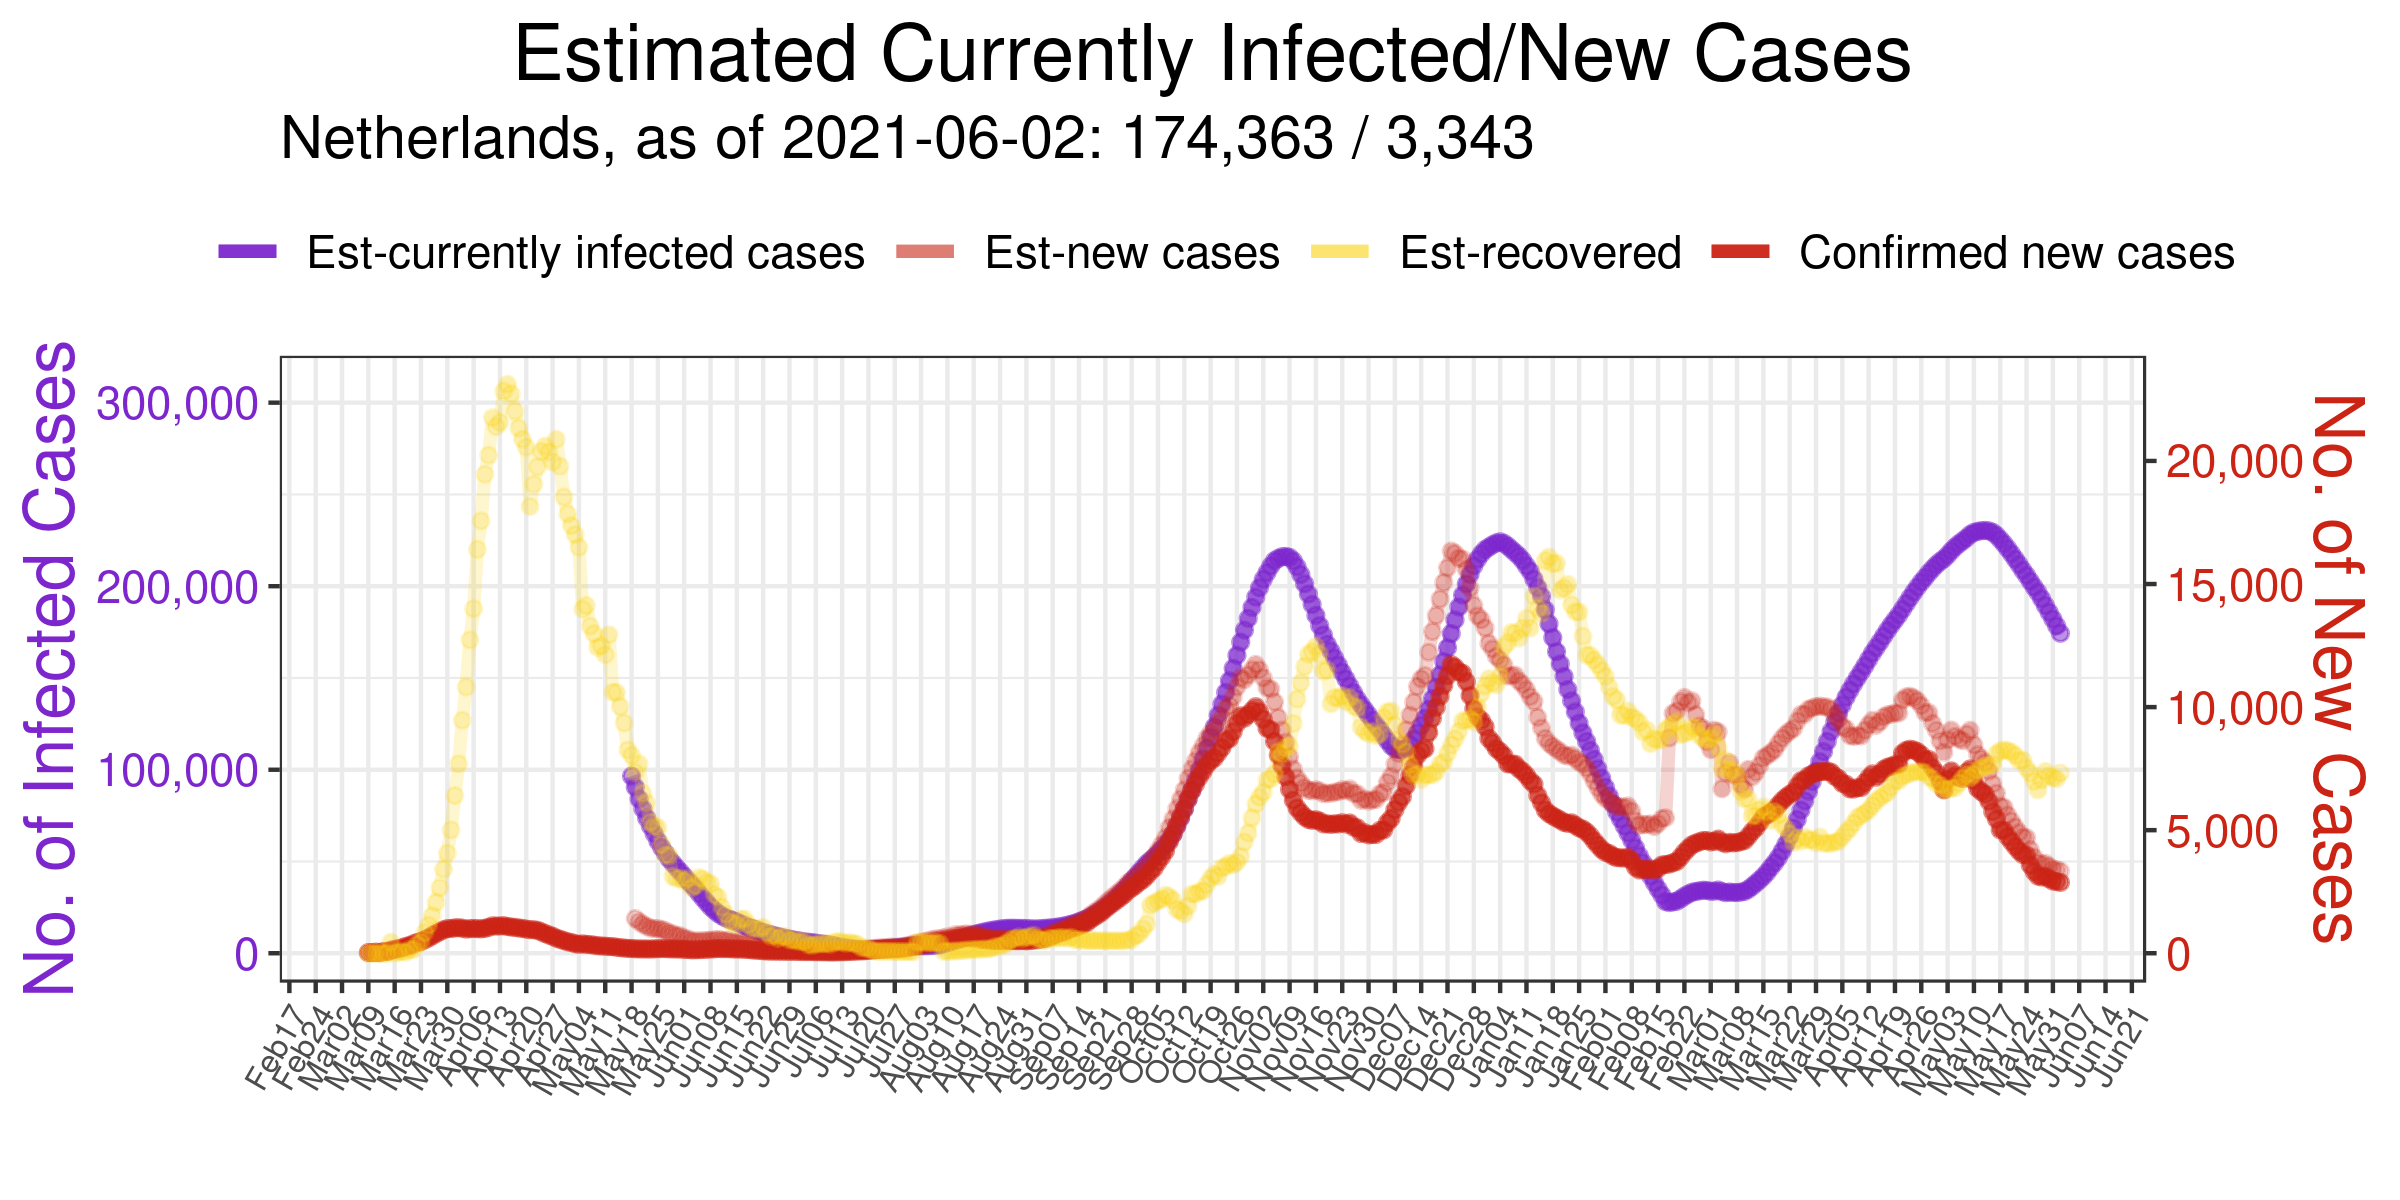 Estimated Currently Infected/New Cases
Netherlands, as of 2021-06-02: 174,363 / 3,343
Est-currently infected cases Est-new cases Est-recovered Confirmed new cases
No. of Infected Cases
300,000
200,000
100,000
0
20,000
15,000
10,000
5,000
0
No. of New Cases
Feb17 Feb24 Mar02 Mar09 Mar16 Mar23 Mar30 Apr06 Apr13 Apr20 Apr27 May04 May11 May18 May25 Jun01 Jun08 Jun15 Jun22 Jun29 Jul06 Jul13 Jul20 Jul27 Aug03 Aug10 Aug17 Aug24 Aug31 Sep07 Sep14 Sep21 Sep28 Oct05 Oct12 Oct19 Oct26 Nov02 Nov09 Nov16 Nov23 Nov30 Dec07 Dec14 Dec21 Dec28 Jan04 Jan11 Jan18 Jan25 Feb01 Feb08 Feb15 Feb22 Mar01 Mar08 Mar15 Mar22 Mar29 Apr05 Apr12 Apr19 Apr26 May03 May10 May17 May24 May31 Jun07 Jun14 Jun21